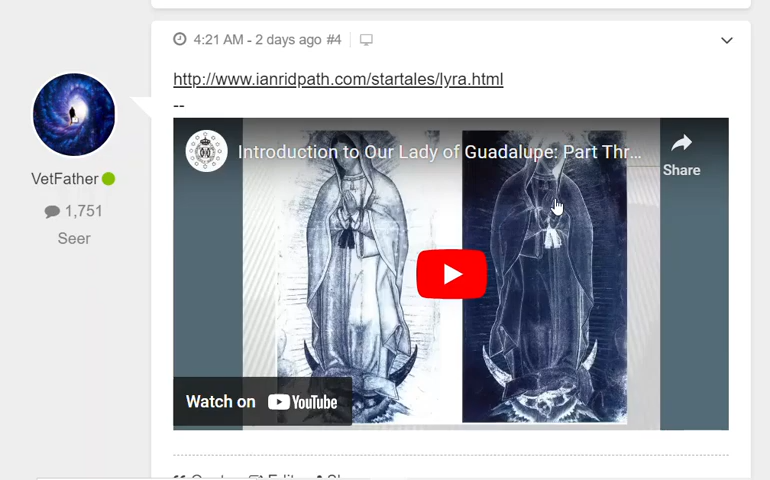 4:21 AM - 2 days ago #4
http://www.ianridpath.com/startales/lyra.html
--
Introduction to Our Lady of Guadalupe: Part Thr...
Share
VetFather
1,751
Seer
Watch on YouTube